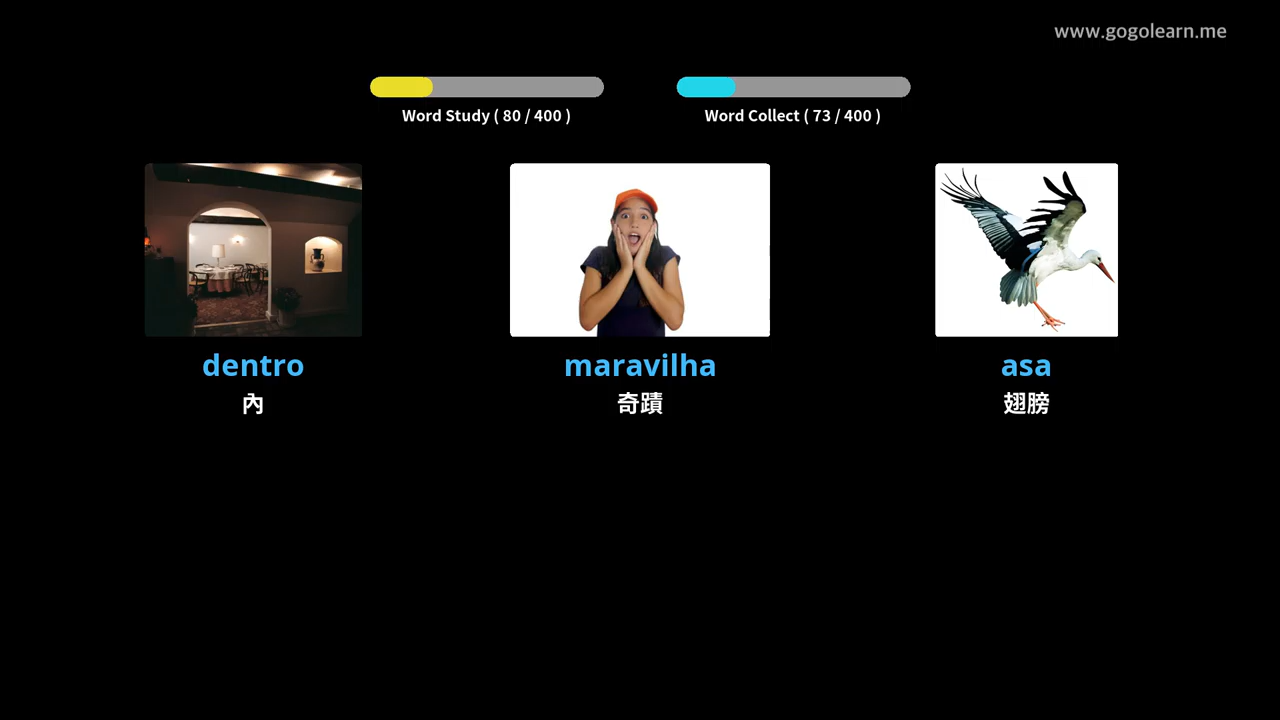 www.gogolearn.me
Word Study ( 80 / 400 )
Word Collect ( 73 / 400 )
dentro
maravilha
asa
內
奇蹟
翅膀